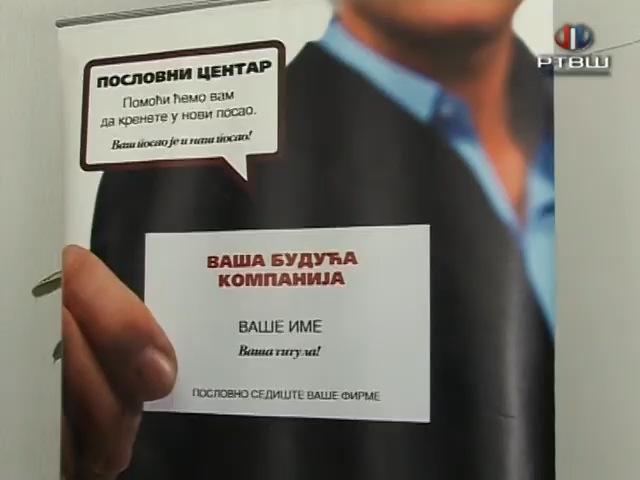 РТВШ
ПОСЛОВНИ ЦЕНТАР
Помоћи ћемо вам
да кренете у нови посао.
Ваш посао је и наш посао!
ВАША БУДУЋА
КОМПАНИЈА
ВАШЕ ИМЕ
Ваша титула!
ПОСЛОВНО СЕДИШТЕ ВАШЕ ФИРМЕ